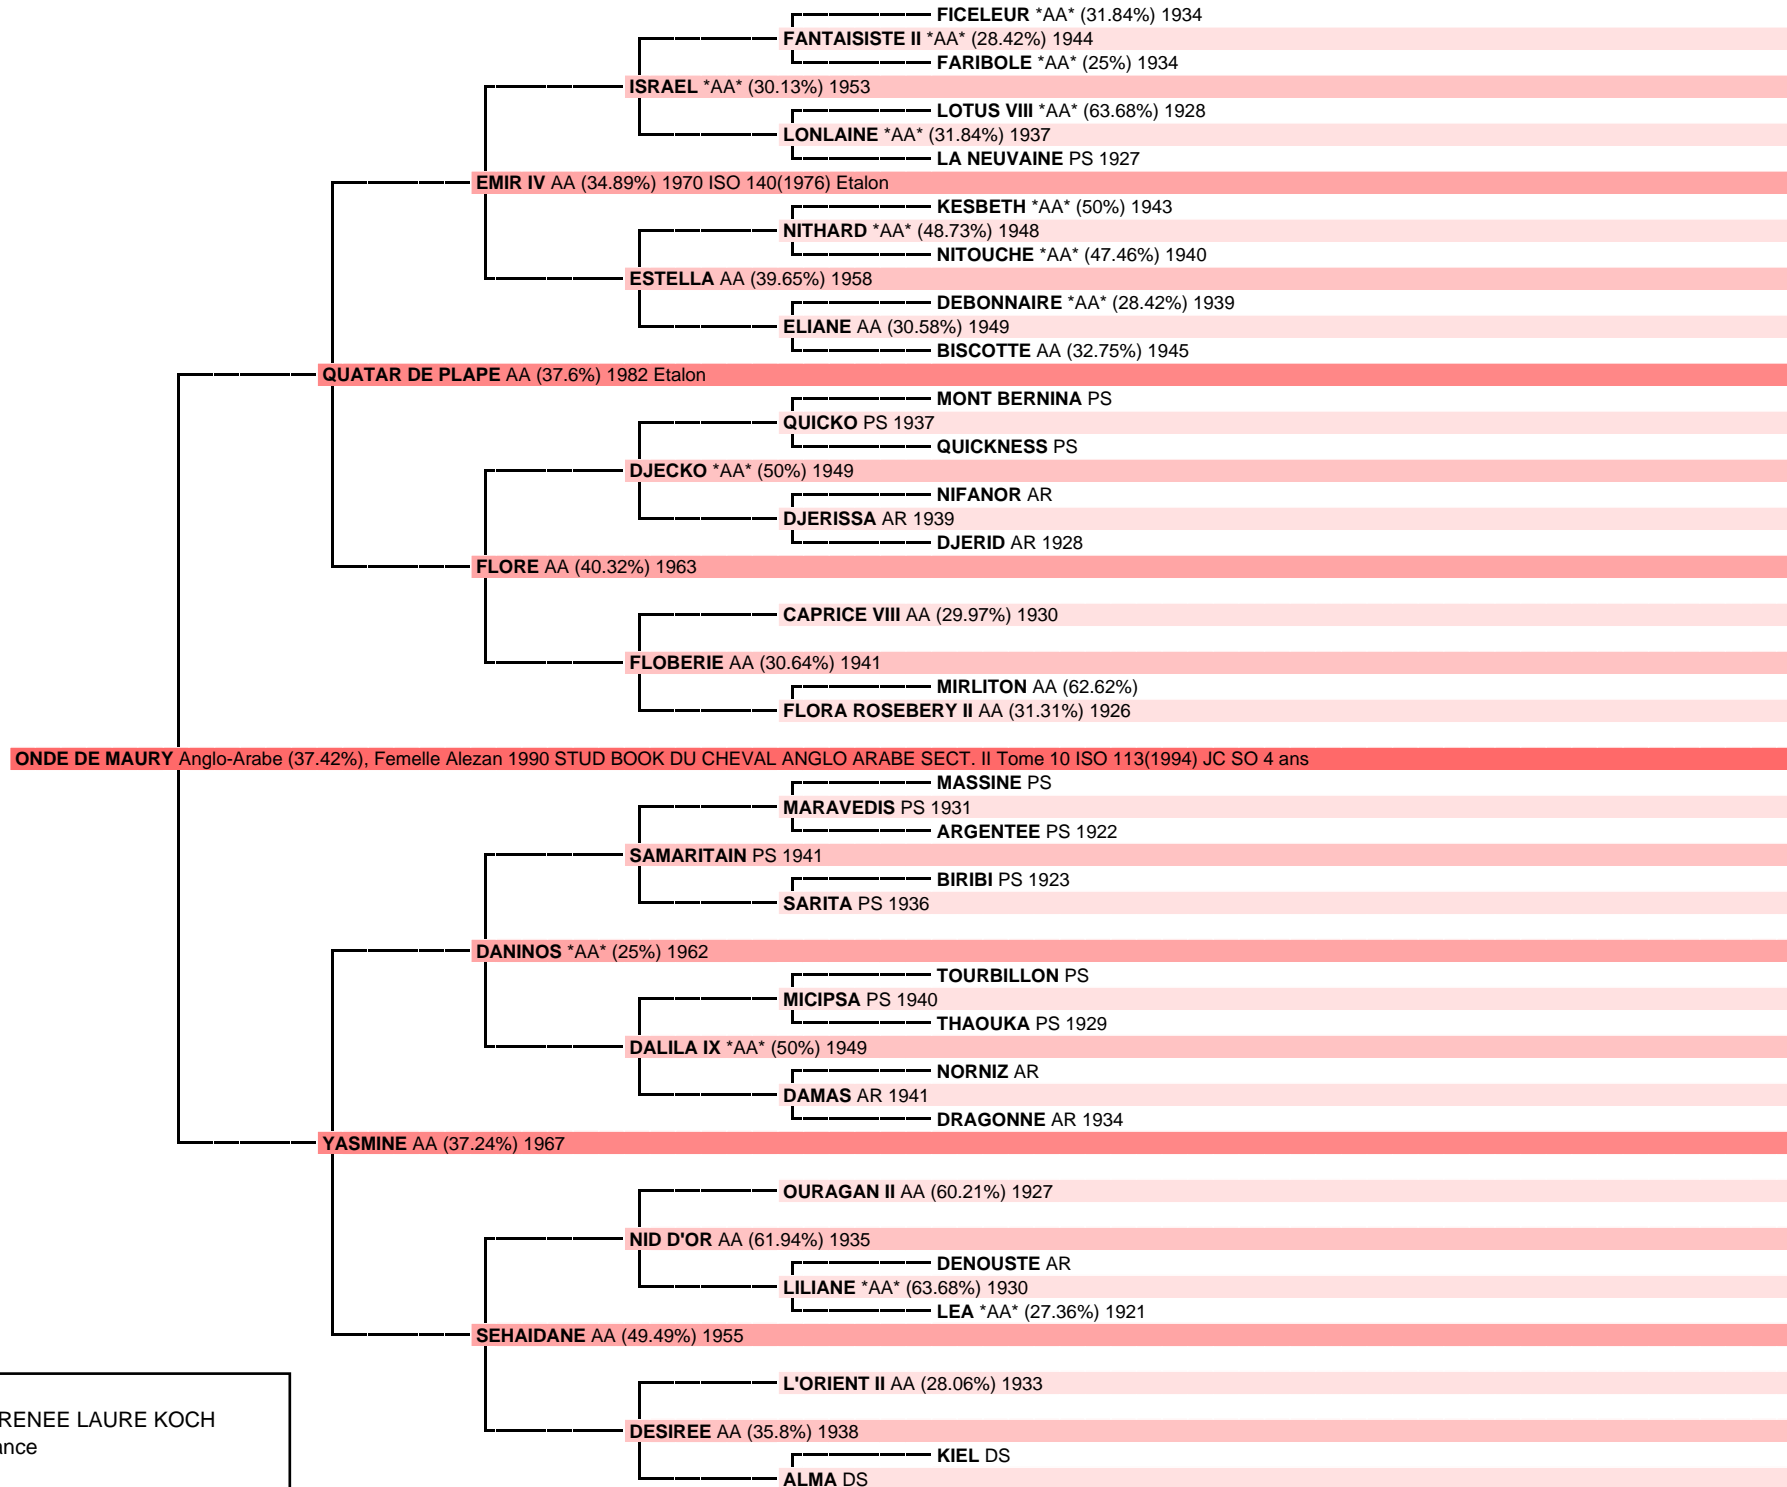 FICELEUR *AA* (31.84%) 1934
FANTAISISTE II *AA* (28.42%) 1944
FARIBOLE *AA* (25%) 1934
ISRAEL *AA* (30.13%) 1953
LOTUS VIII *AA* (63.68%) 1928
LONLAINE *AA* (31.84%) 1937
LA NEUVAINE PS 1927
EMIR IV AA (34.89%) 1970 ISO 140(1976) Etalon
KESBETH *AA* (50%) 1943
NITHARD *AA* (48.73%) 1948
NITOUCHE *AA* (47.46%) 1940
ESTELLA AA (39.65%) 1958
DEBONNAIRE *AA* (28.42%) 1939
ELIANE AA (30.58%) 1949
BISCOTTE AA (32.75%) 1945
QUATAR DE PLAPE AA (37.6%) 1982 Etalon
MONT BERNINA PS
QUICKO PS 1937
QUICKNESS PS
DJECKO *AA* (50%) 1949
NIFANOR AR
DJERISSA AR 1939
DJERID AR 1928
FLORE AA (40.32%) 1963
CAPRICE VIII AA (29.97%) 1930
FLOBERIE AA (30.64%) 1941
MIRLITON AA (62.62%)
FLORA ROSEBERY II AA (31.31%) 1926
ONDE DE MAURY Anglo-Arabe (37.42%), Femelle Alezan 1990 STUD BOOK DU CHEVAL ANGLO ARABE SECT. II Tome 10 ISO 113(1994) JC SO 4 ans
MASSINE PS
MARAVEDIS PS 1931
ARGENTEE PS 1922
SAMARITAIN PS 1941
BIRIBI PS 1923
SARITA PS 1936
DANINOS *AA* (25%) 1962
TOURBILLON PS
MICIPSA PS 1940
THAOUKA PS 1929
DALILA IX *AA* (50%) 1949
NORNIZ AR
DAMAS AR 1941
DRAGONNE AR 1934
YASMINE AA (37.24%) 1967
OURAGAN II AA (60.21%) 1927
NID D'OR AA (61.94%) 1935
DENOUSTE AR
LILIANE *AA* (63.68%) 1930
LEA *AA* (27.36%) 1921
SEHAIDANE AA (49.49%) 1955
L'ORIENT II AA (28.06%) 1933
DESIREE AA (35.8%) 1938
KIEL DS
ALMA DS
RENEE LAURE KOCH
ance